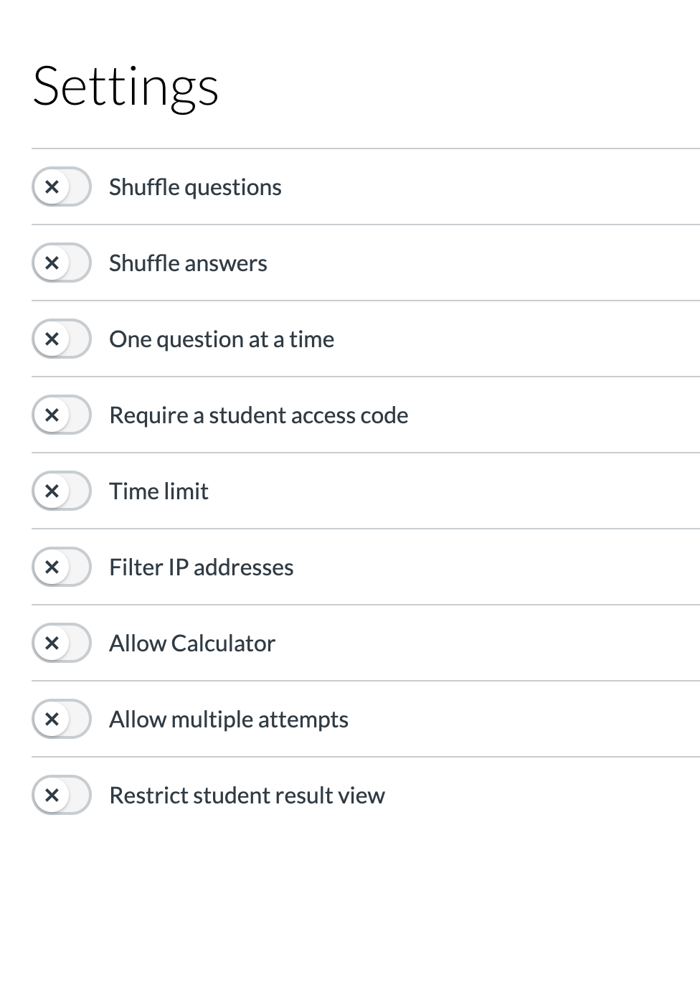 Settings
Shuffle questions
Shuffle answers
One question at a time
Require a student access code
Time limit
Filter IP addresses
Allow Calculator
Allow multiple attempts
Restrict student result view